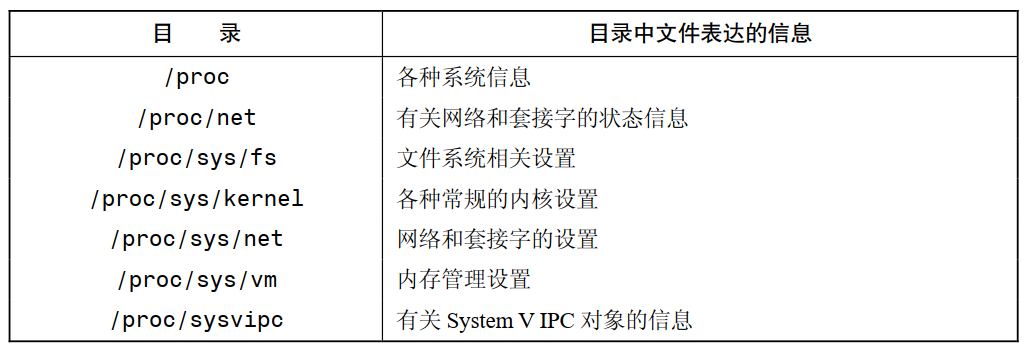 目 录 目录中文件表达的信息
/proc 各种系统信息
/proc/net 有关网络和套接字的状态信息
/proc/sys/fs 文件系统相关设置
/proc/sys/kernel 各种常规的内核设置
/proc/sys/net 网络和套接字的设置
/proc/sys/vm 内存管理设置
/proc/sysvipc 有关 System V IPC 对象的信息